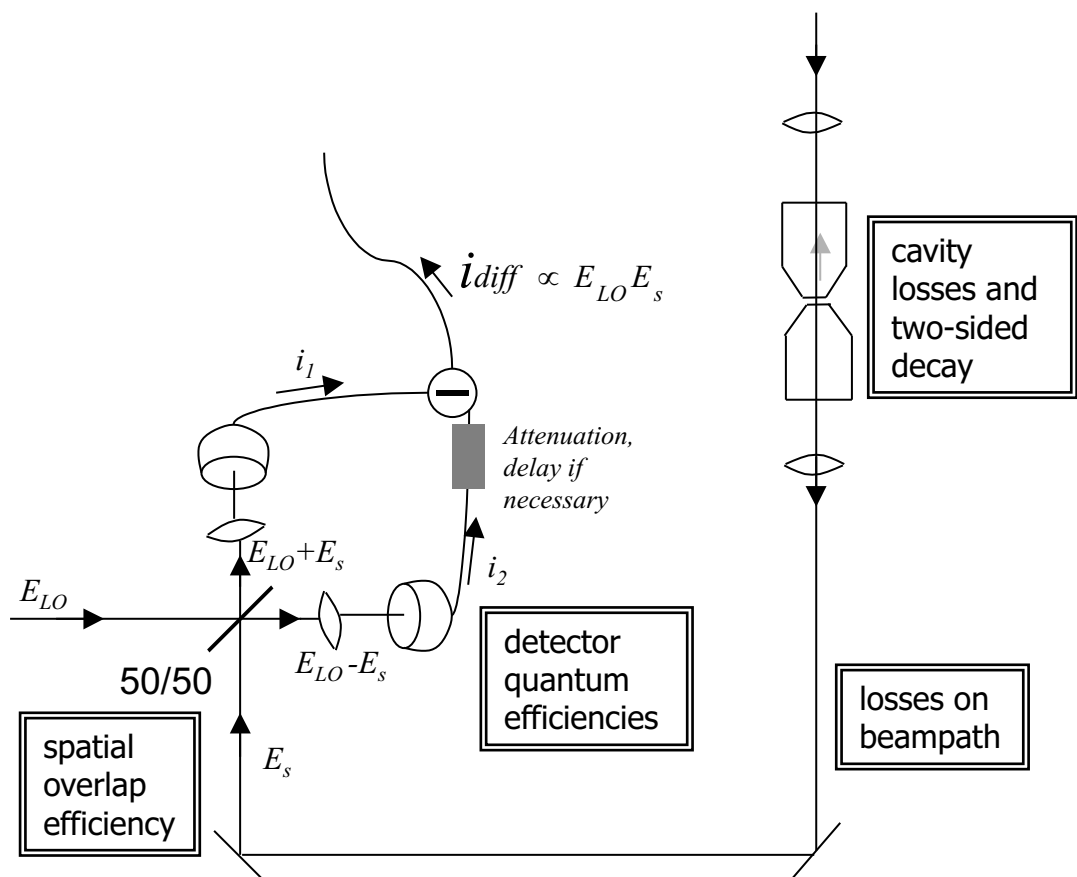 cavity
losses and
two-sided
decay
i_diff ∝ E_LO E_s
i_1
Attenuation,
delay if
necessary
E_LO+E_s
i_2
E_LO
E_LO-E_s
50/50
detector
quantum
efficiencies
losses on
beampath
spatial
overlap
efficiency
E_s